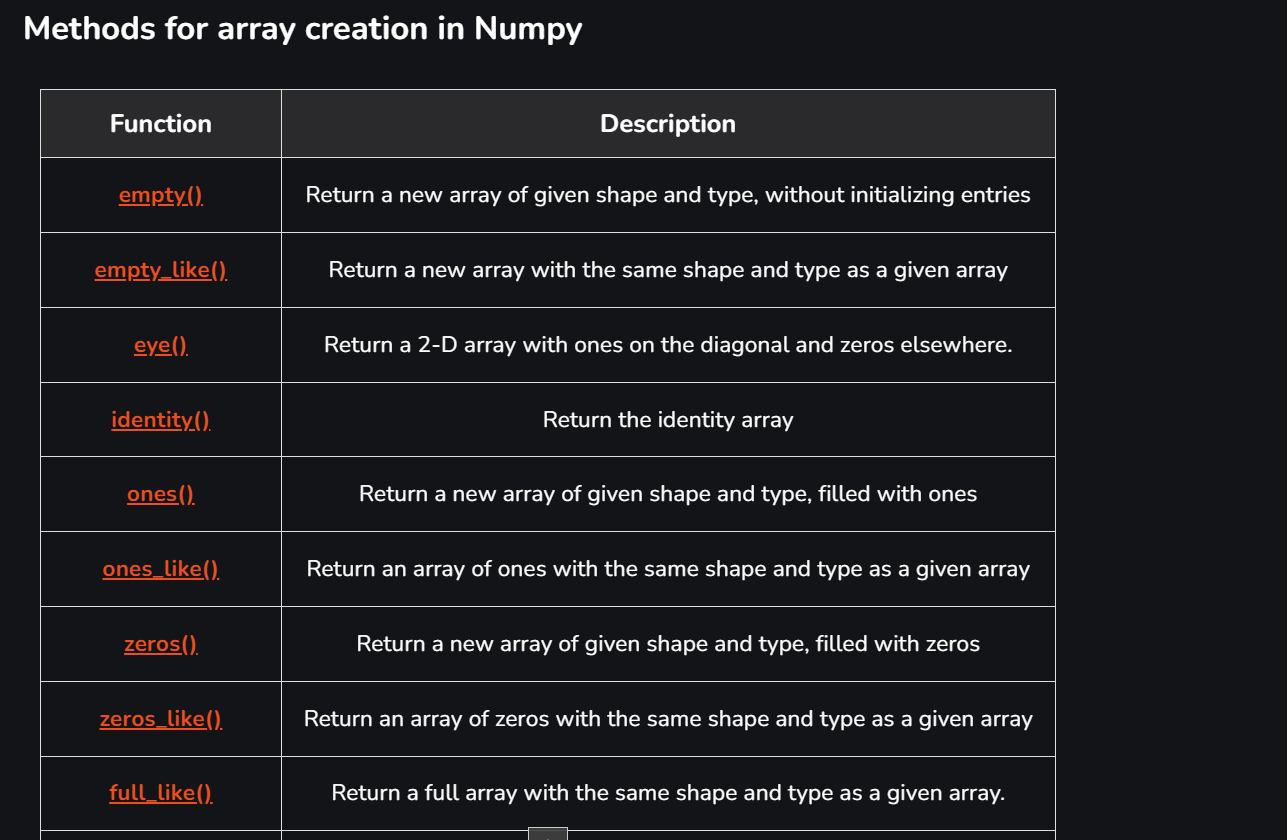 Methods for array creation in Numpy
Function Description
empty() Return a new array of given shape and type, without initializing entries
empty_like() Return a new array with the same shape and type as a given array
eye() Return a 2-D array with ones on the diagonal and zeros elsewhere.
identity() Return the identity array
ones() Return a new array of given shape and type, filled with ones
ones_like() Return an array of ones with the same shape and type as a given array
zeros() Return a new array of given shape and type, filled with zeros
zeros_like() Return an array of zeros with the same shape and type as a given array
full_like() Return a full array with the same shape and type as a given array.